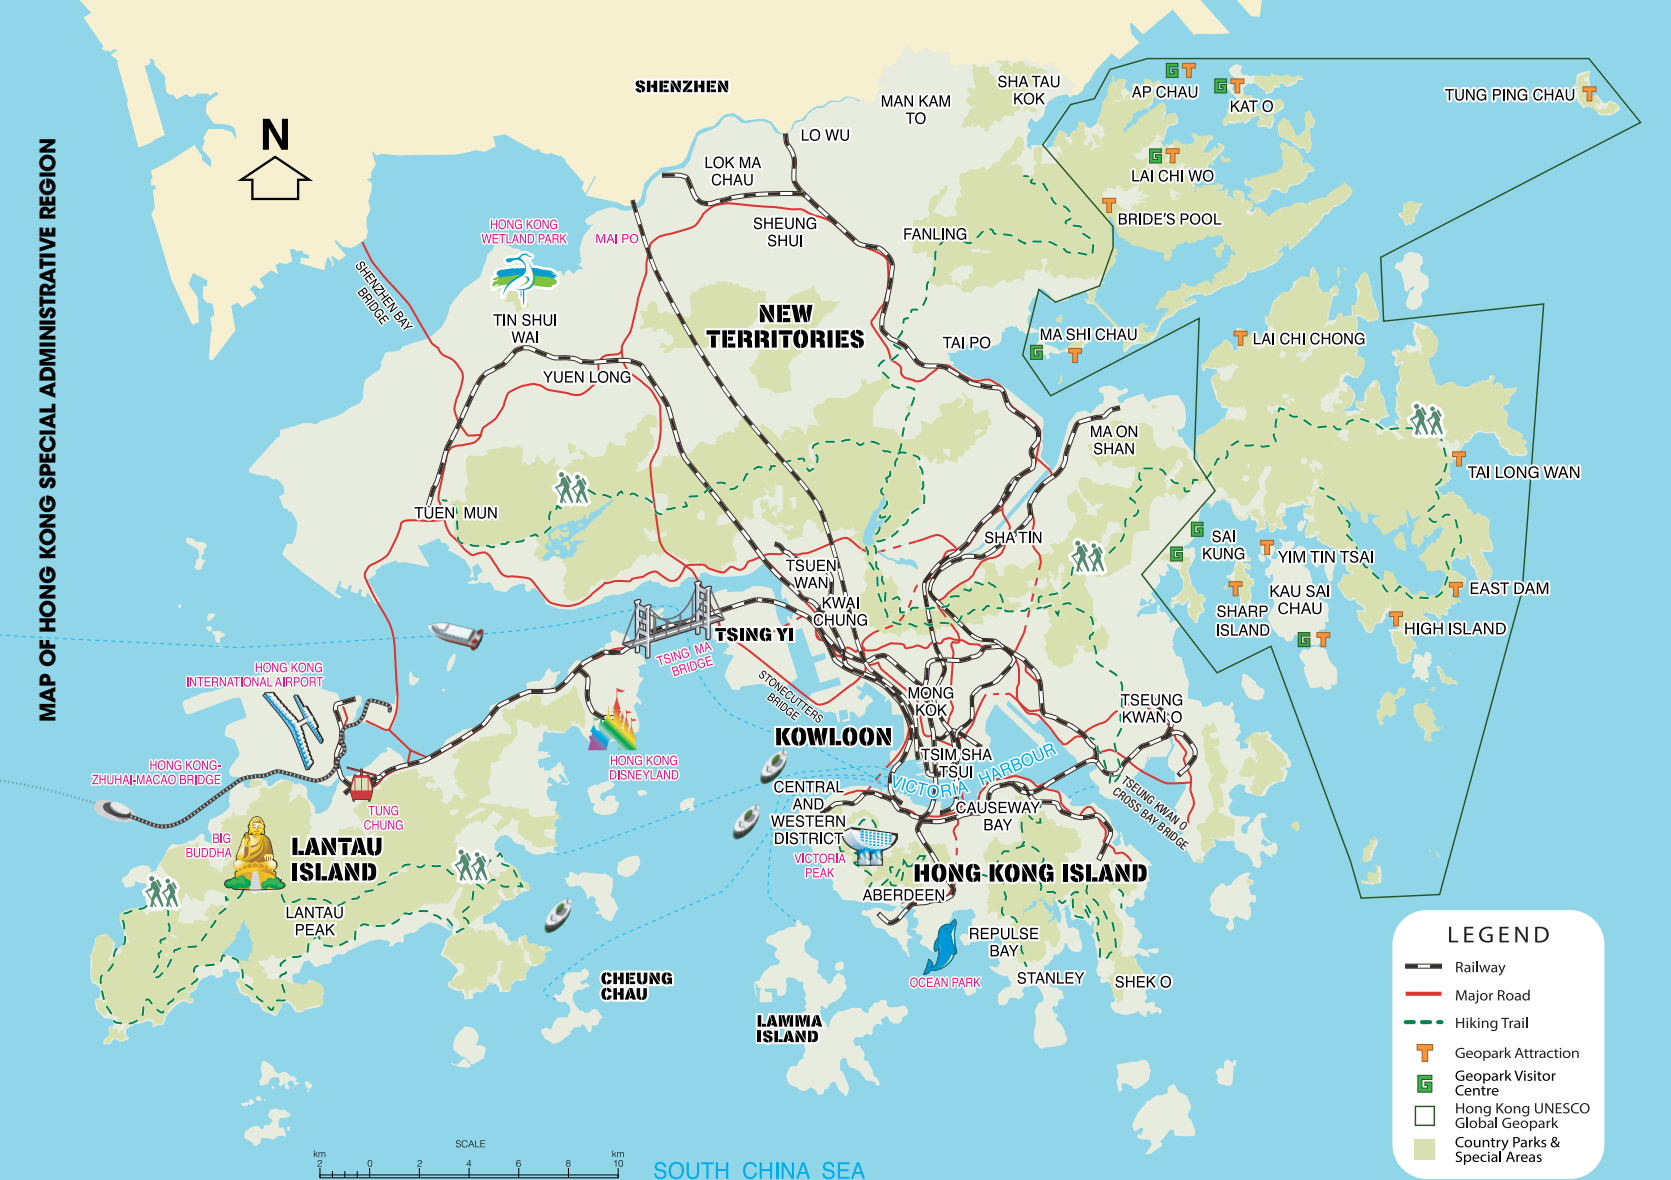 MAP OF HONG KONG SPECIAL ADMINISTRATIVE REGION
N
SHENZHEN
SHA TAU
KOK
MAN KAM
TO
LO WU
LOK MA
CHAU
AP CHAU
KAT O
TUNG PING CHAU
LAI CHI WO
BRIDE'S POOL
HONG KONG
WETLAND PARK
MAI PO
SHEUNG
SHUI
FANLING
SHENZHEN BAY
BRIDGE
TIN SHUI
WAI
NEW
TERRITORIES
TAI PO
MA SHI CHAU
LAI CHI CHONG
YUEN LONG
MA ON
SHAN
TAI LONG WAN
TUEN MUN
SHA TIN
SAI
KUNG
YIM TIN TSAI
TSUEN
WAN
KWAI
CHUNG
KAU SAI
CHAU
EAST DAM
SHARP
ISLAND
HIGH ISLAND
TSING YI
TSING MA
BRIDGE
HONG KONG
INTERNATIONAL AIRPORT
STONECUTTERS
BRIDGE
MONG
KOK
TSEUNG
KWAN O
KOWLOON
TSIM SHA
TSUI
VICTORIA HARBOUR
HONG KONG
DISNEYLAND
HONG KONG-
ZHUHAI-MACAO BRIDGE
TUNG
CHUNG
CENTRAL
AND
WESTERN
DISTRICT
CAUSEWAY
BAY
TSEUNG KWAN O
CROSS BAY BRIDGE
BIG
BUDDHA
LANTAU
ISLAND
VICTORIA
PEAK
HONG KONG ISLAND
ABERDEEN
LANTAU
PEAK
REPULSE
BAY
OCEAN PARK
STANLEY
SHEK O
CHEUNG
CHAU
LAMMA
ISLAND
SCALE
km km
2 0 2 4 6 8 10
SOUTH CHINA SEA
LEGEND
Railway
Major Road
Hiking Trail
T Geopark Attraction
G Geopark Visitor
Centre
Hong Kong UNESCO
Global Geopark
Country Parks &
Special Areas